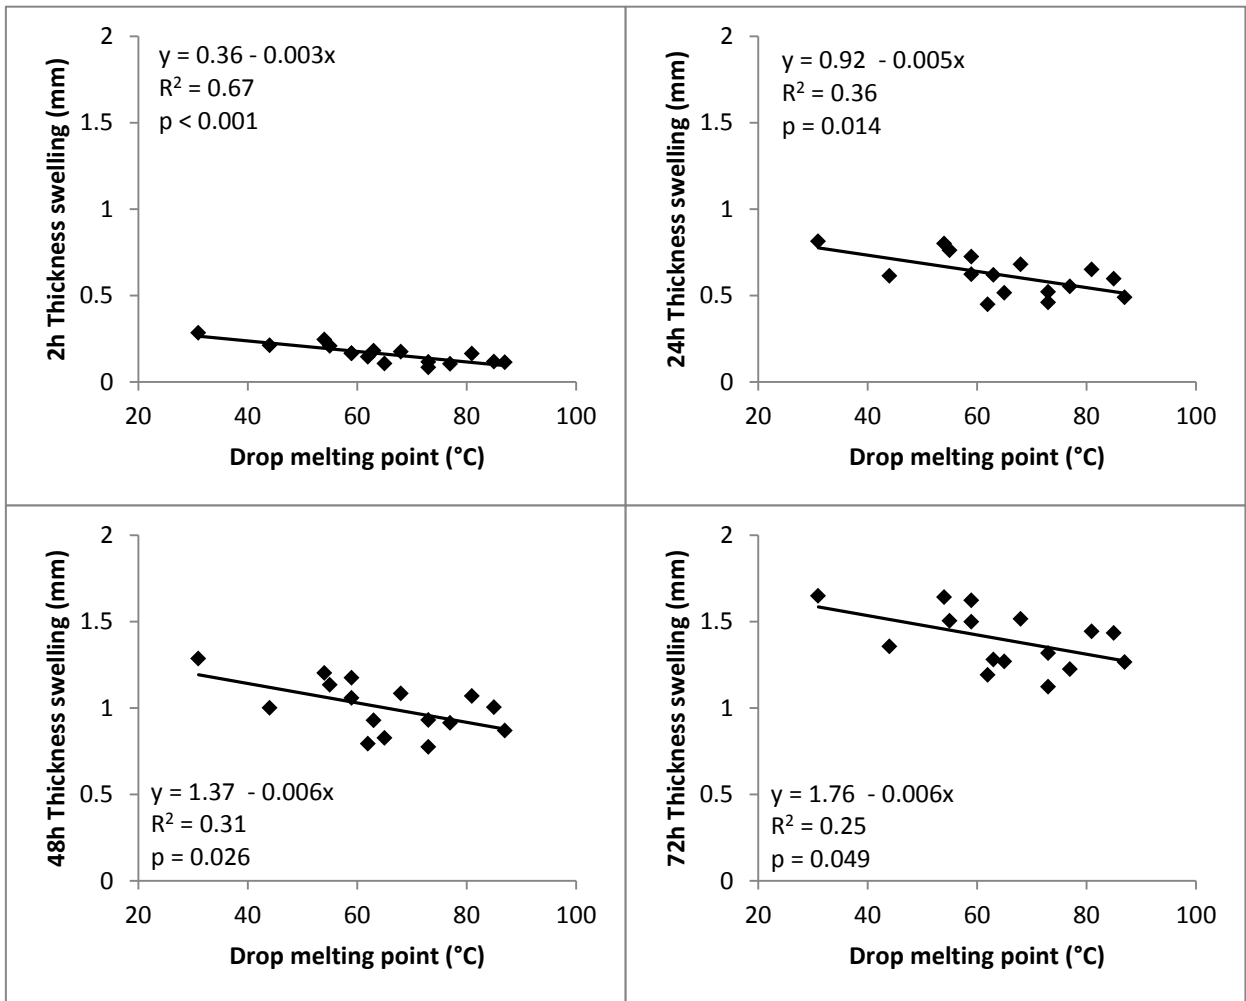 2h Thickness swelling (mm)
2
1.5
1
0.5
0
y = 0.36 - 0.003x
R² = 0.67
p < 0.001
20 40 60 80 100
Drop melting point (°C)
24h Thickness swelling (mm)
2
1.5
1
0.5
0
y = 0.92 - 0.005x
R² = 0.36
p = 0.014
20 40 60 80 100
Drop melting point (°C)
48h Thickness swelling (mm)
2
1.5
1
0.5
0
y = 1.37 - 0.006x
R² = 0.31
p = 0.026
20 40 60 80 100
Drop melting point (°C)
72h Thickness swelling (mm)
2
1.5
1
0.5
0
y = 1.76 - 0.006x
R² = 0.25
p = 0.049
20 40 60 80 100
Drop melting point (°C)